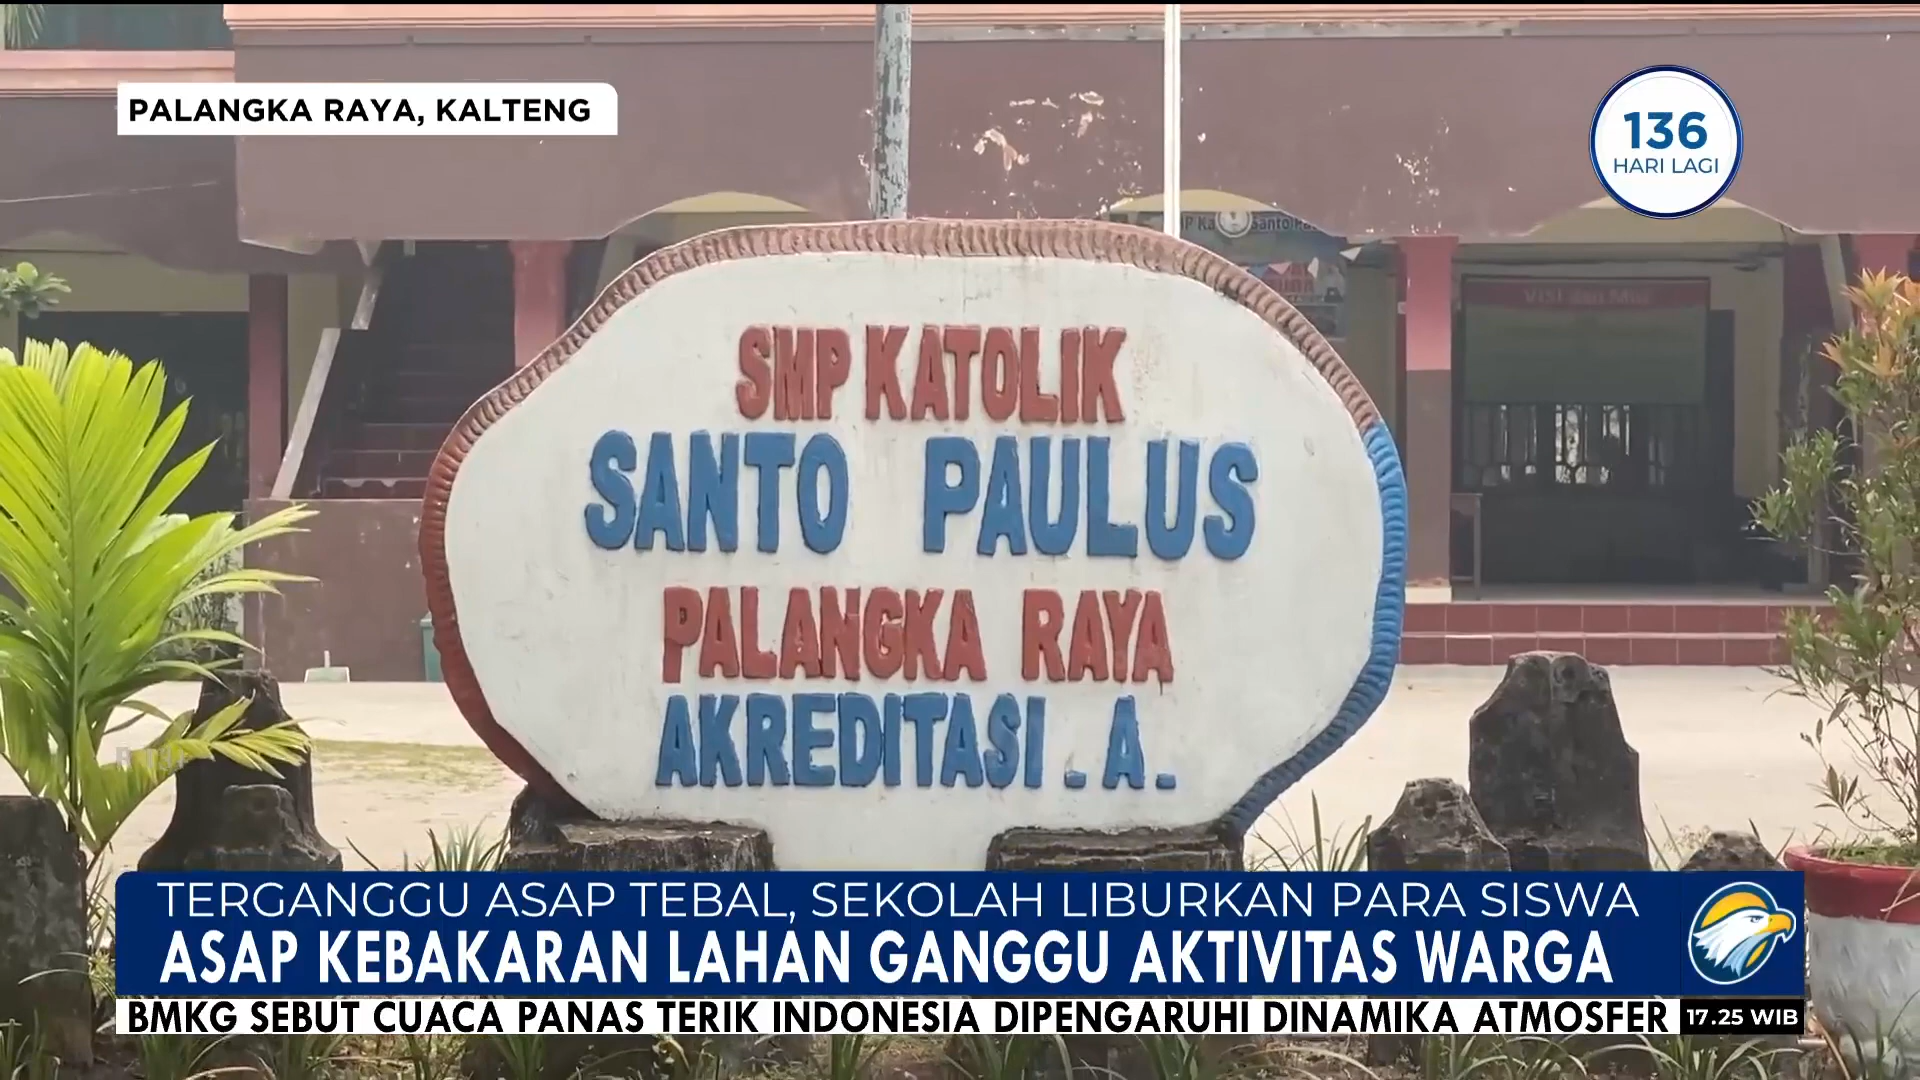 PALANGKA RAYA, KALTENG
136
HARI LAGI
SMP KATOLIK
SANTO PAULUS
PALANGKA RAYA
AKREDITASI . A .
TERGANGGU ASAP TEBAL, SEKOLAH LIBURKAN PARA SISWA
ASAP KEBAKARAN LAHAN GANGGU AKTIVITAS WARGA
BMKG SEBUT CUACA PANAS TERIK INDONESIA DIPENGARUHI DINAMIKA ATMOSFER
17.25 WIB